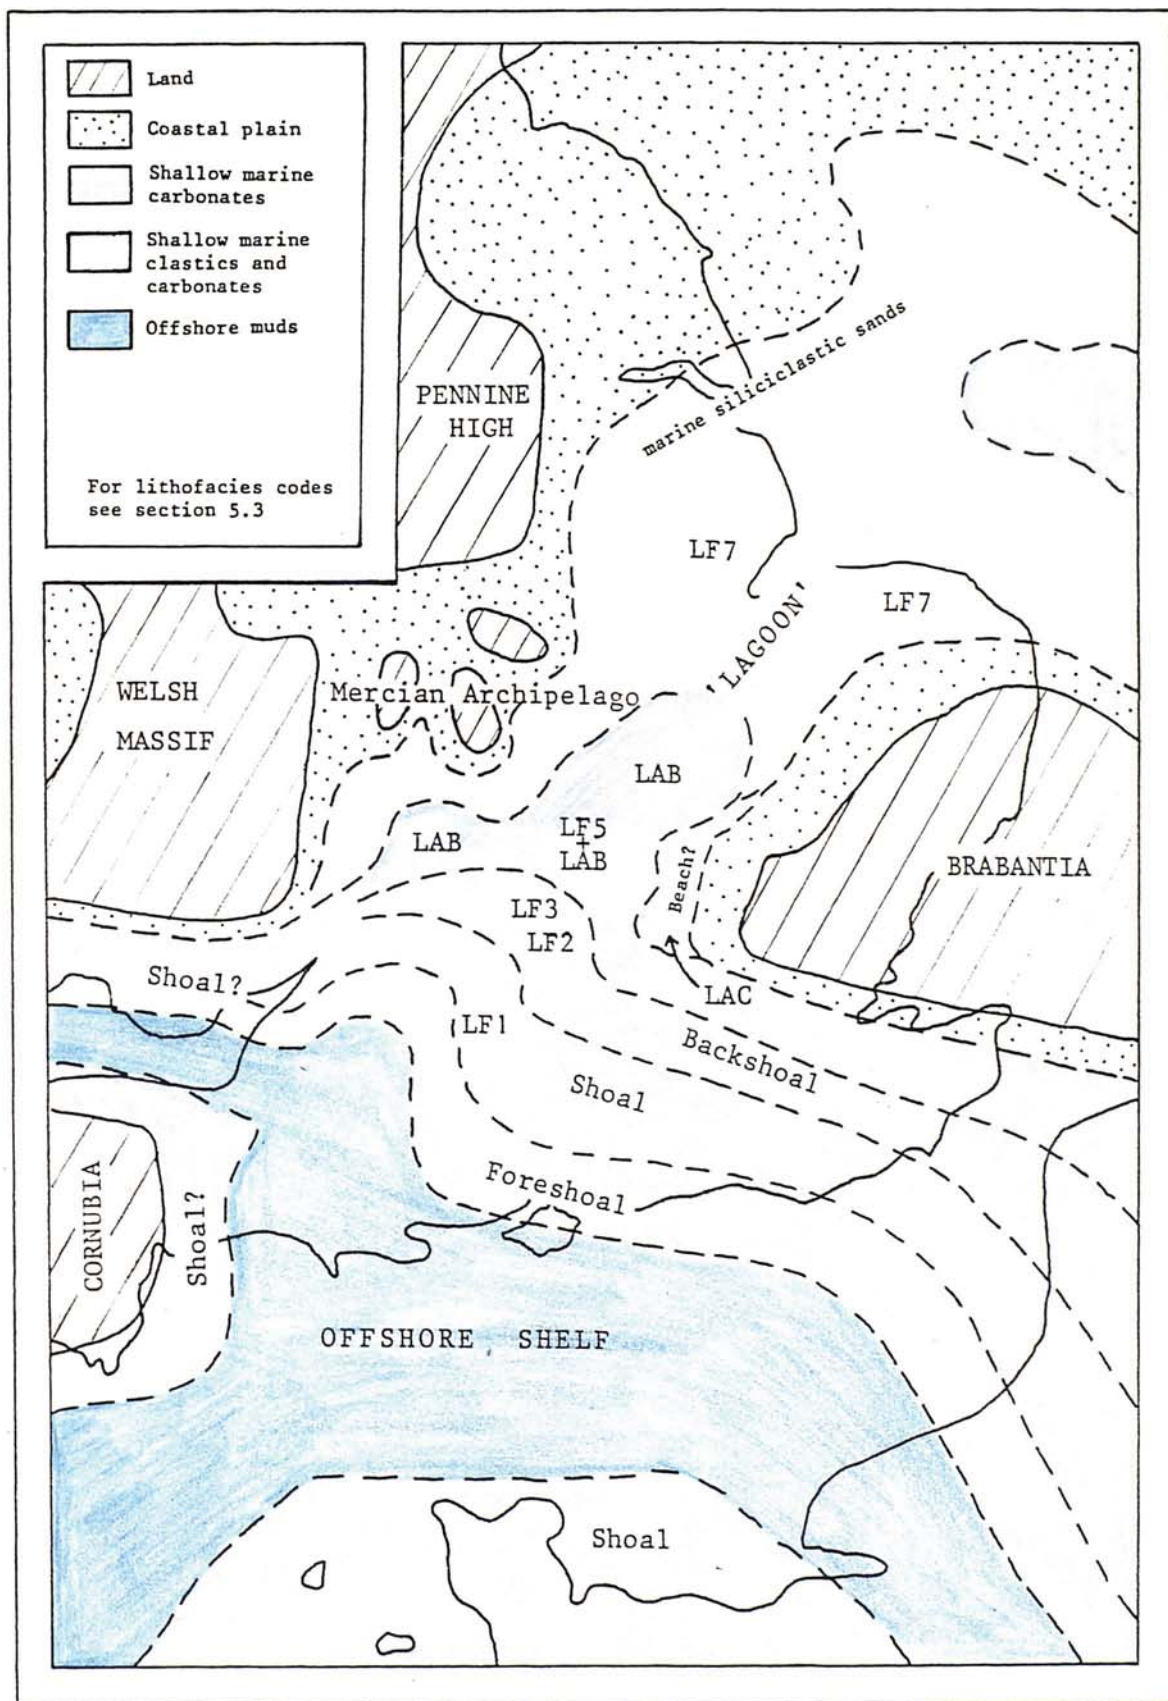 Land
Coastal plain
Shallow marine
carbonates
Shallow marine
clastics and
carbonates
Offshore muds
For lithofacies codes
see section 5.3
PENNINE
HIGH
marine siliciclastic sands
LF7
LF7
'LAGOON'
WELSH
MASSIF
Mercian Archipelago
LAB
LAB
LF5
+
LAB
Beach?
BRABANTIA
LF3
LF2
LAC
Shoal?
LF1
Backshoal
Shoal
Foreshoal
CORNUBIA
Shoal?
OFFSHORE SHELF
Shoal